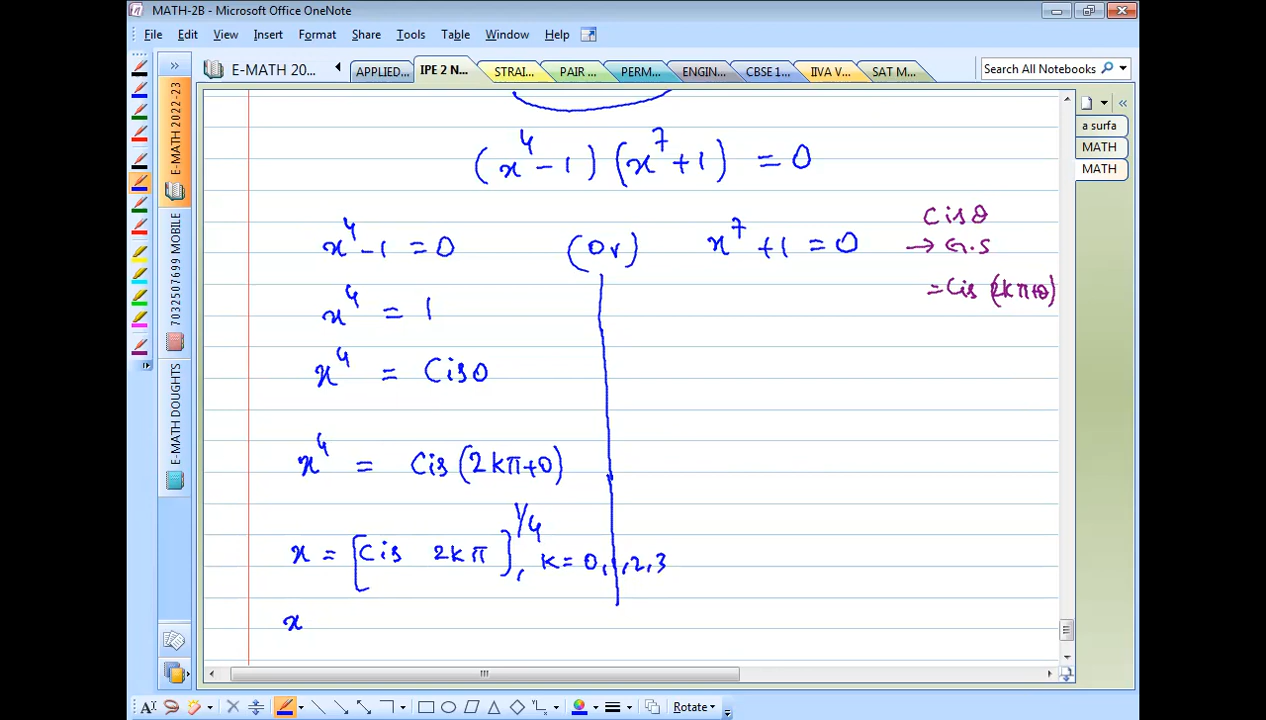 MATH-2B - Microsoft Office OneNote
File Edit View Insert Format Share Tools Table Window Help
E-MATH 20... APPLIED... IPE 2 N... STRAI... PAIR ... PERM... ENGIN... CBSE 1... IIVA V... SAT M... Search All Notebooks
E-MATH 2022-23
7032507699 MOBILE
E-MATH DOUGHTS
a surfa
MATH
MATH
(x⁴-1) (x⁷+1) = 0
x⁴-1 = 0 (Or) x⁷+1 = 0
Cis θ
→ G.S
= Cis (2kπ+θ)
x⁴ = 1
x⁴ = Cis0
x⁴ = Cis(2kπ+0)
x = [Cis 2kπ]^1/4, k = 0,1,2,3
x
Rotate